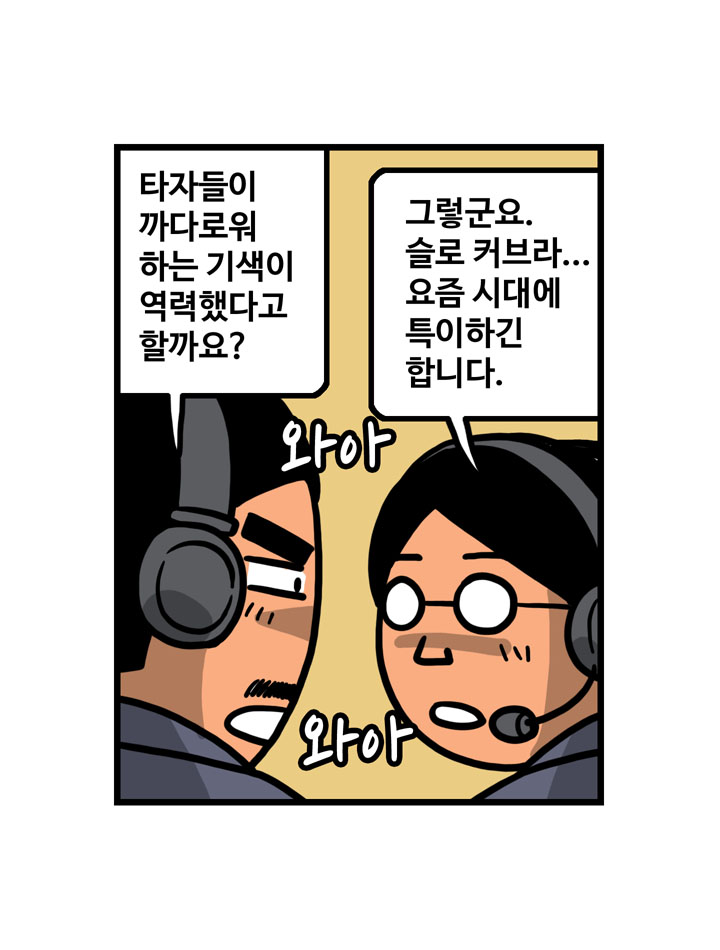 타자들이
까다로워
하는 기색이
역력했다고
할까요?
그렇군요.
슬로 커브라...
요즘 시대에
특이하긴
합니다.
와아
와아